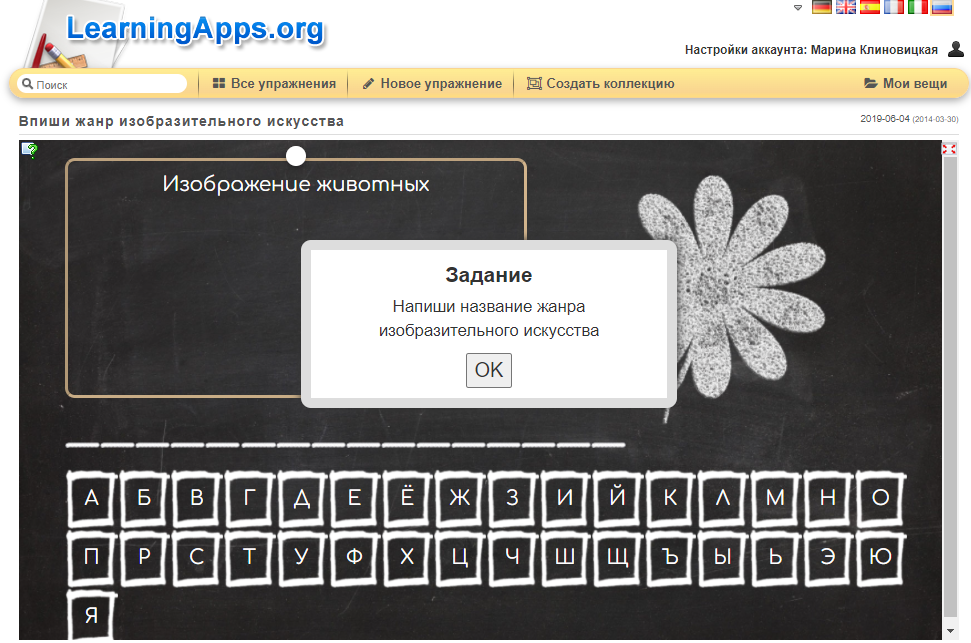 LearningApps.org
Настройки аккаунта: Марина Клиновицкая
Поиск
Все упражнения
Новое упражнение
Создать коллекцию
Мои вещи
Впиши жанр изобразительного искусства
2019-06-04 (2014-03-30)
Изображение животных
Задание
Напиши название жанра
изобразительного искусства
OK
А Б В Г Д Е Ё Ж З И Й К Л М Н О
П Р С Т У Ф Х Ц Ч Ш Щ Ъ Ы Ь Э Ю
Я